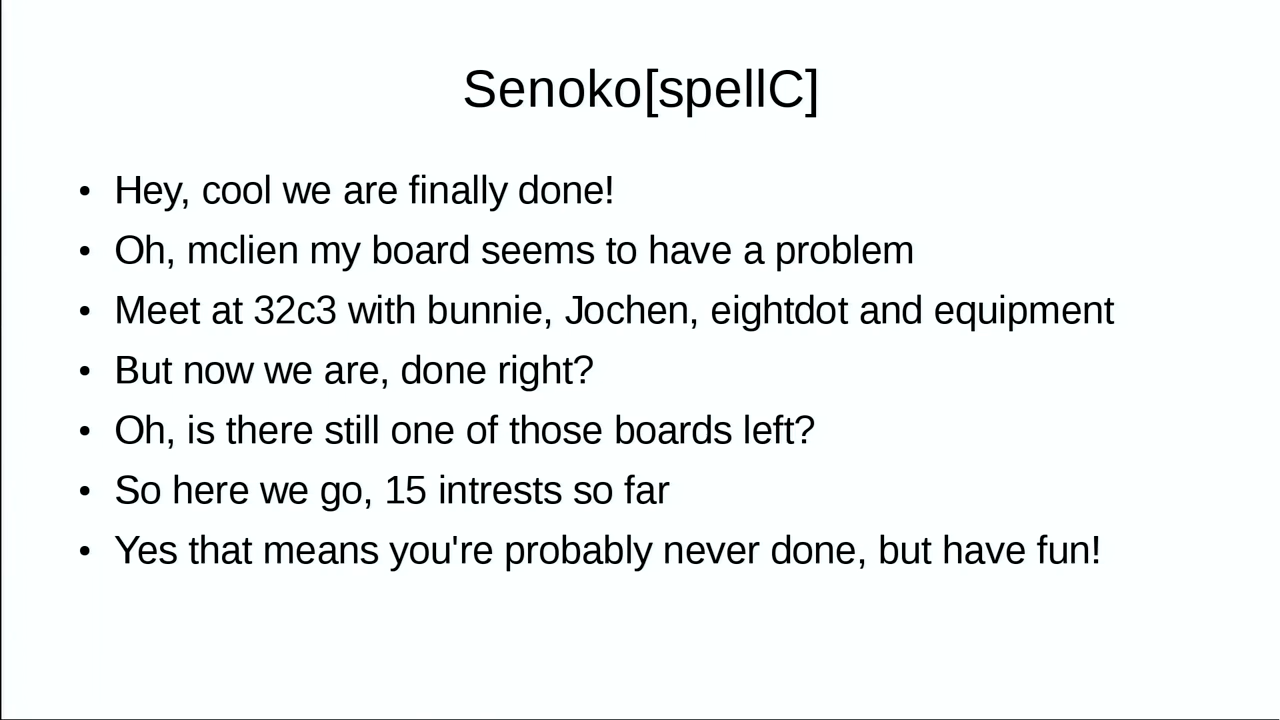 Senoko[spellC]
• Hey, cool we are finally done!
• Oh, mclien my board seems to have a problem
• Meet at 32c3 with bunnie, Jochen, eightdot and equipment
• But now we are, done right?
• Oh, is there still one of those boards left?
• So here we go, 15 intrests so far
• Yes that means you're probably never done, but have fun!